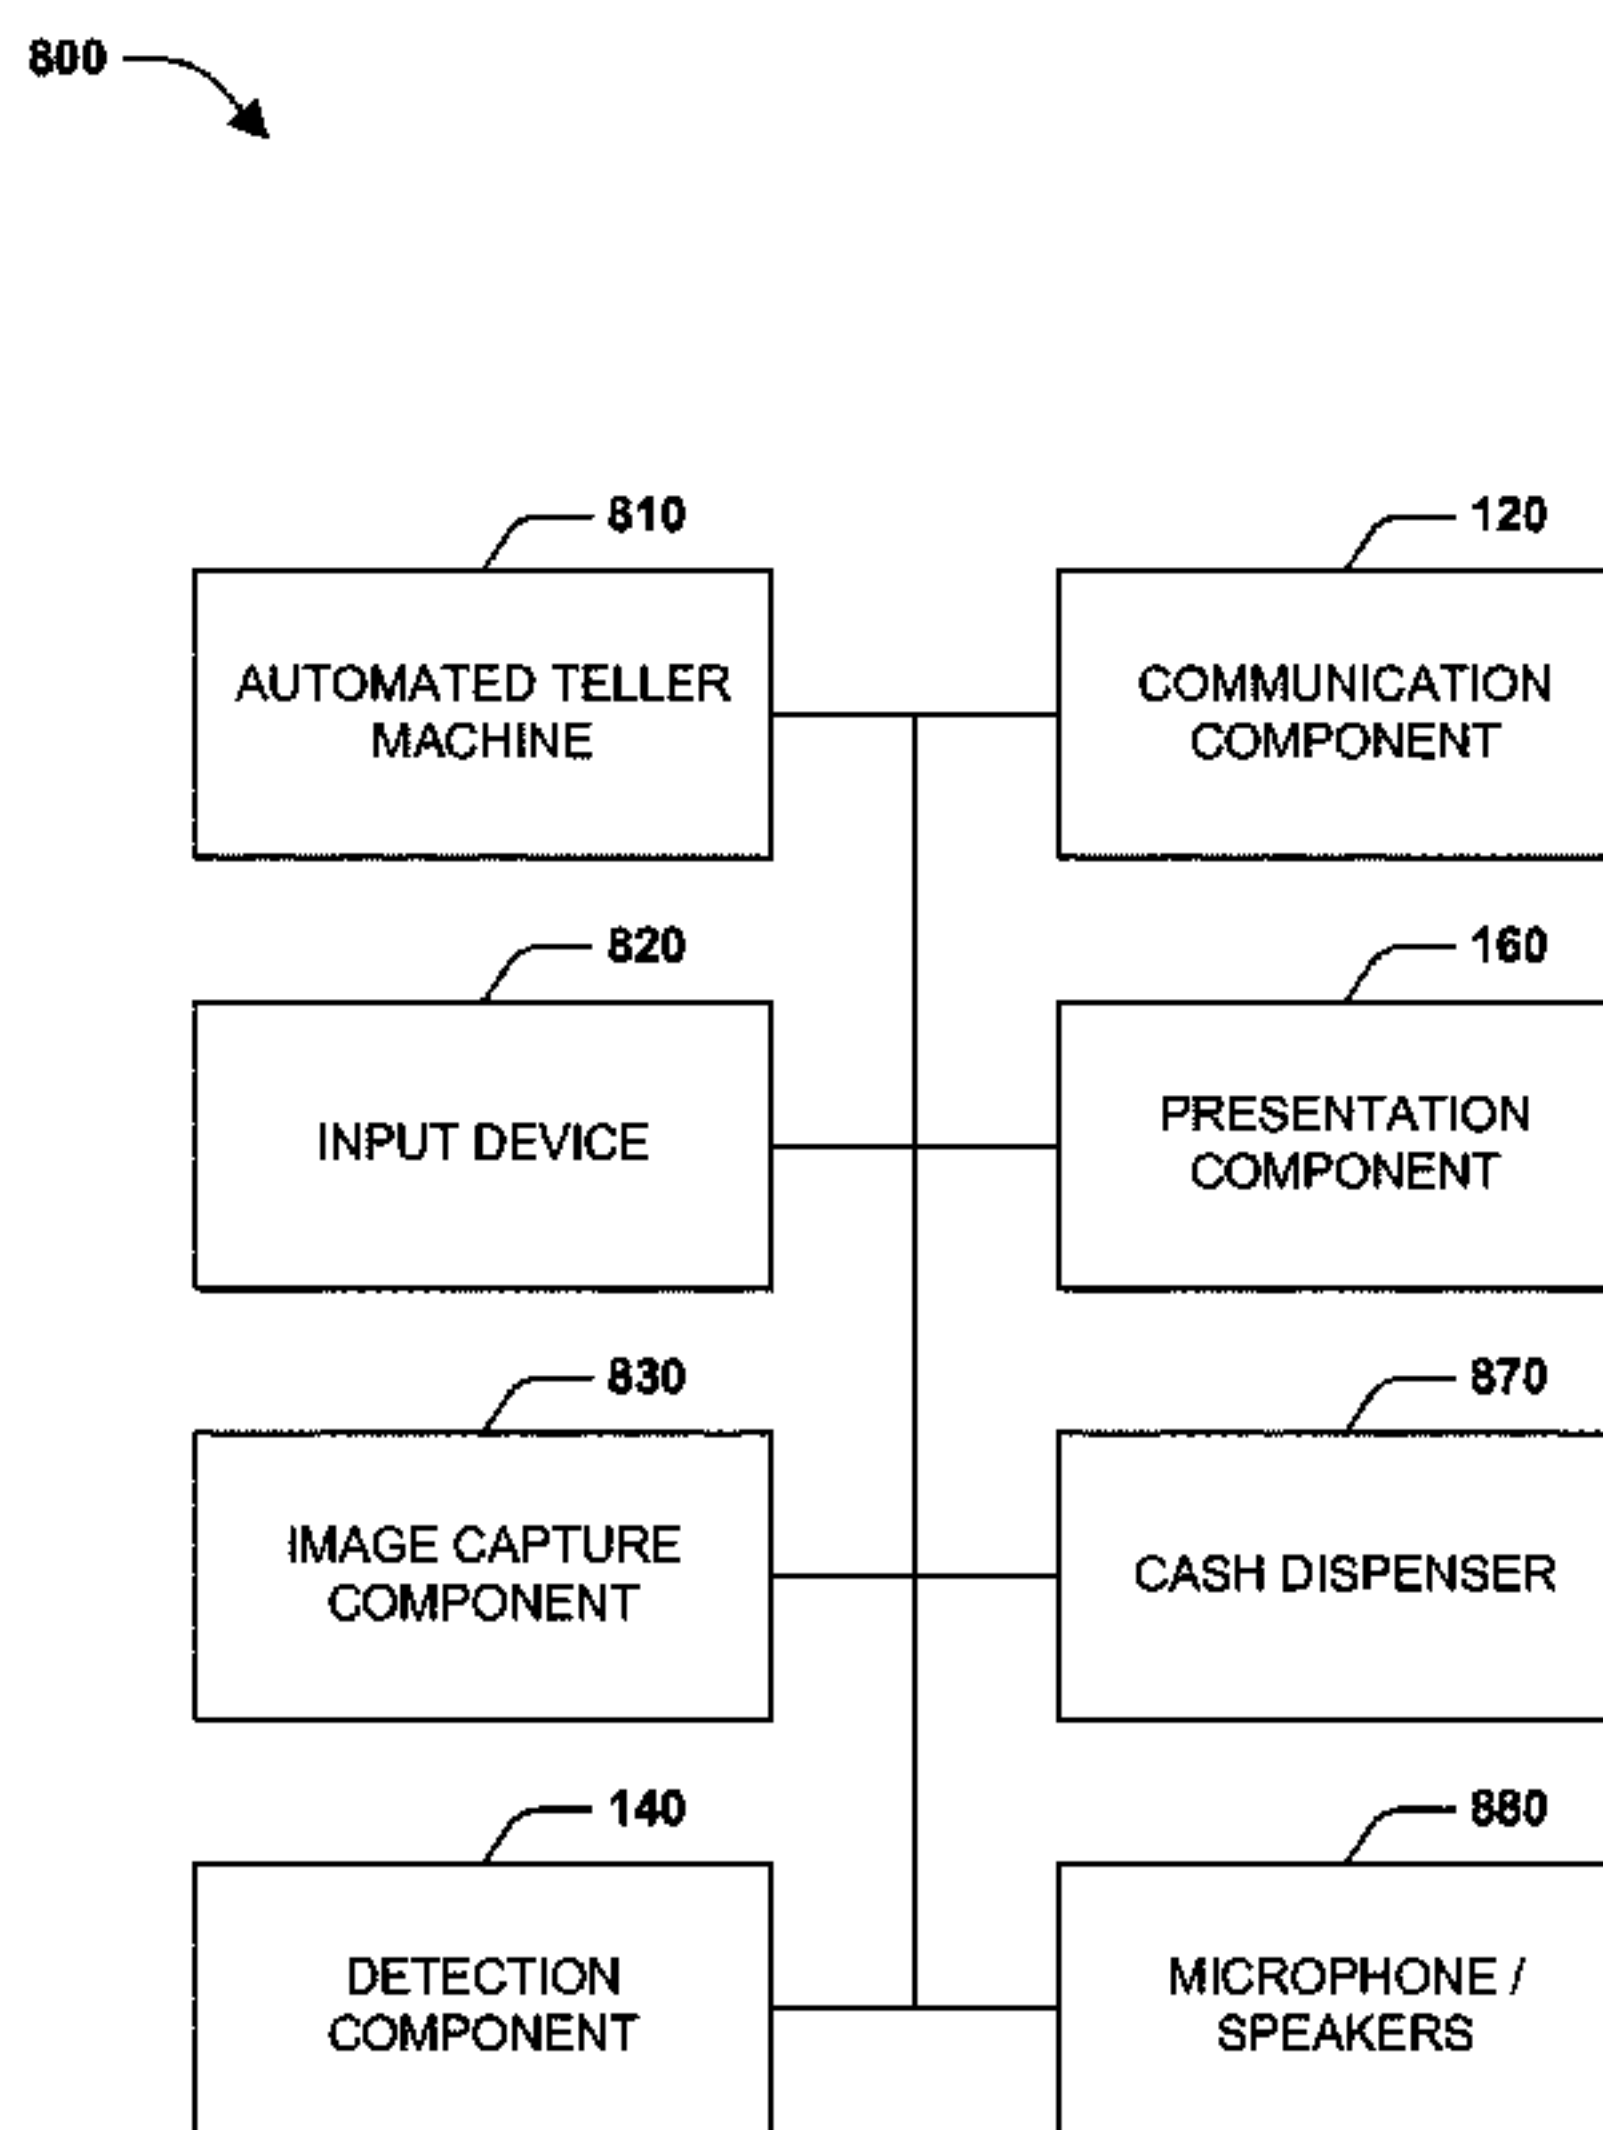 800
810
AUTOMATED TELLER
MACHINE
120
COMMUNICATION
COMPONENT
820
INPUT DEVICE
160
PRESENTATION
COMPONENT
830
IMAGE CAPTURE
COMPONENT
870
CASH DISPENSER
140
DETECTION
COMPONENT
880
MICROPHONE /
SPEAKERS